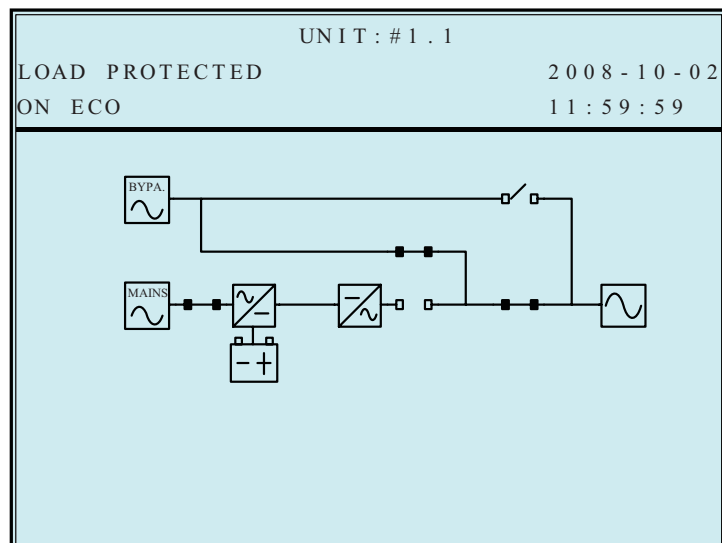 UNIT:#1.1
LOAD PROTECTED 2008-10-02
ON ECO 11:59:59
BYPA.
MAINS